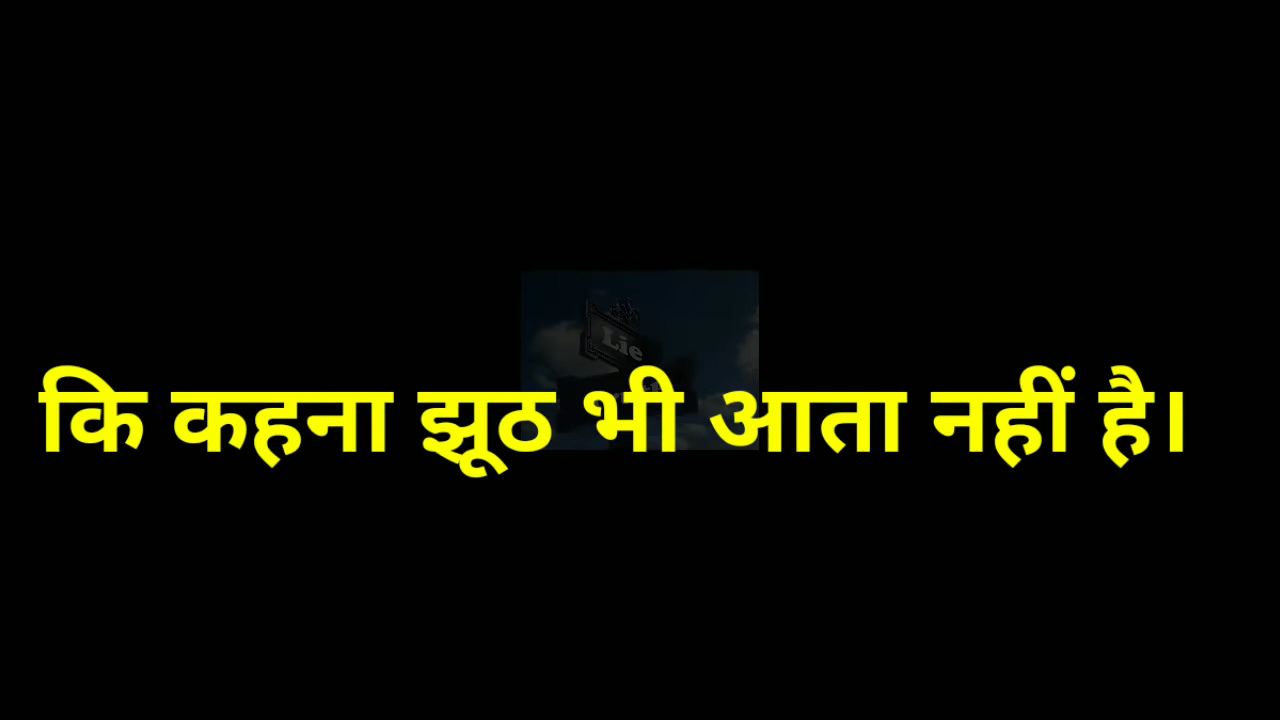 Lie
कि कहना झूठ भी आता नहीं है।